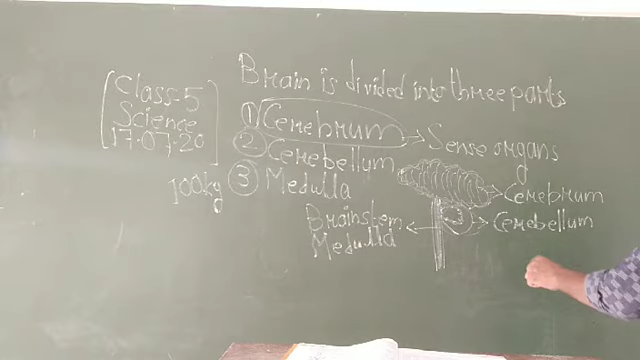 Class-5
Science
17.07.20
Brain is divided into three parts
1 Cerebrum → Sense organs
2 Cerebellum
3 Medulla
100kg
Cerebrum
Cerebellum
Brainstem
Medulla